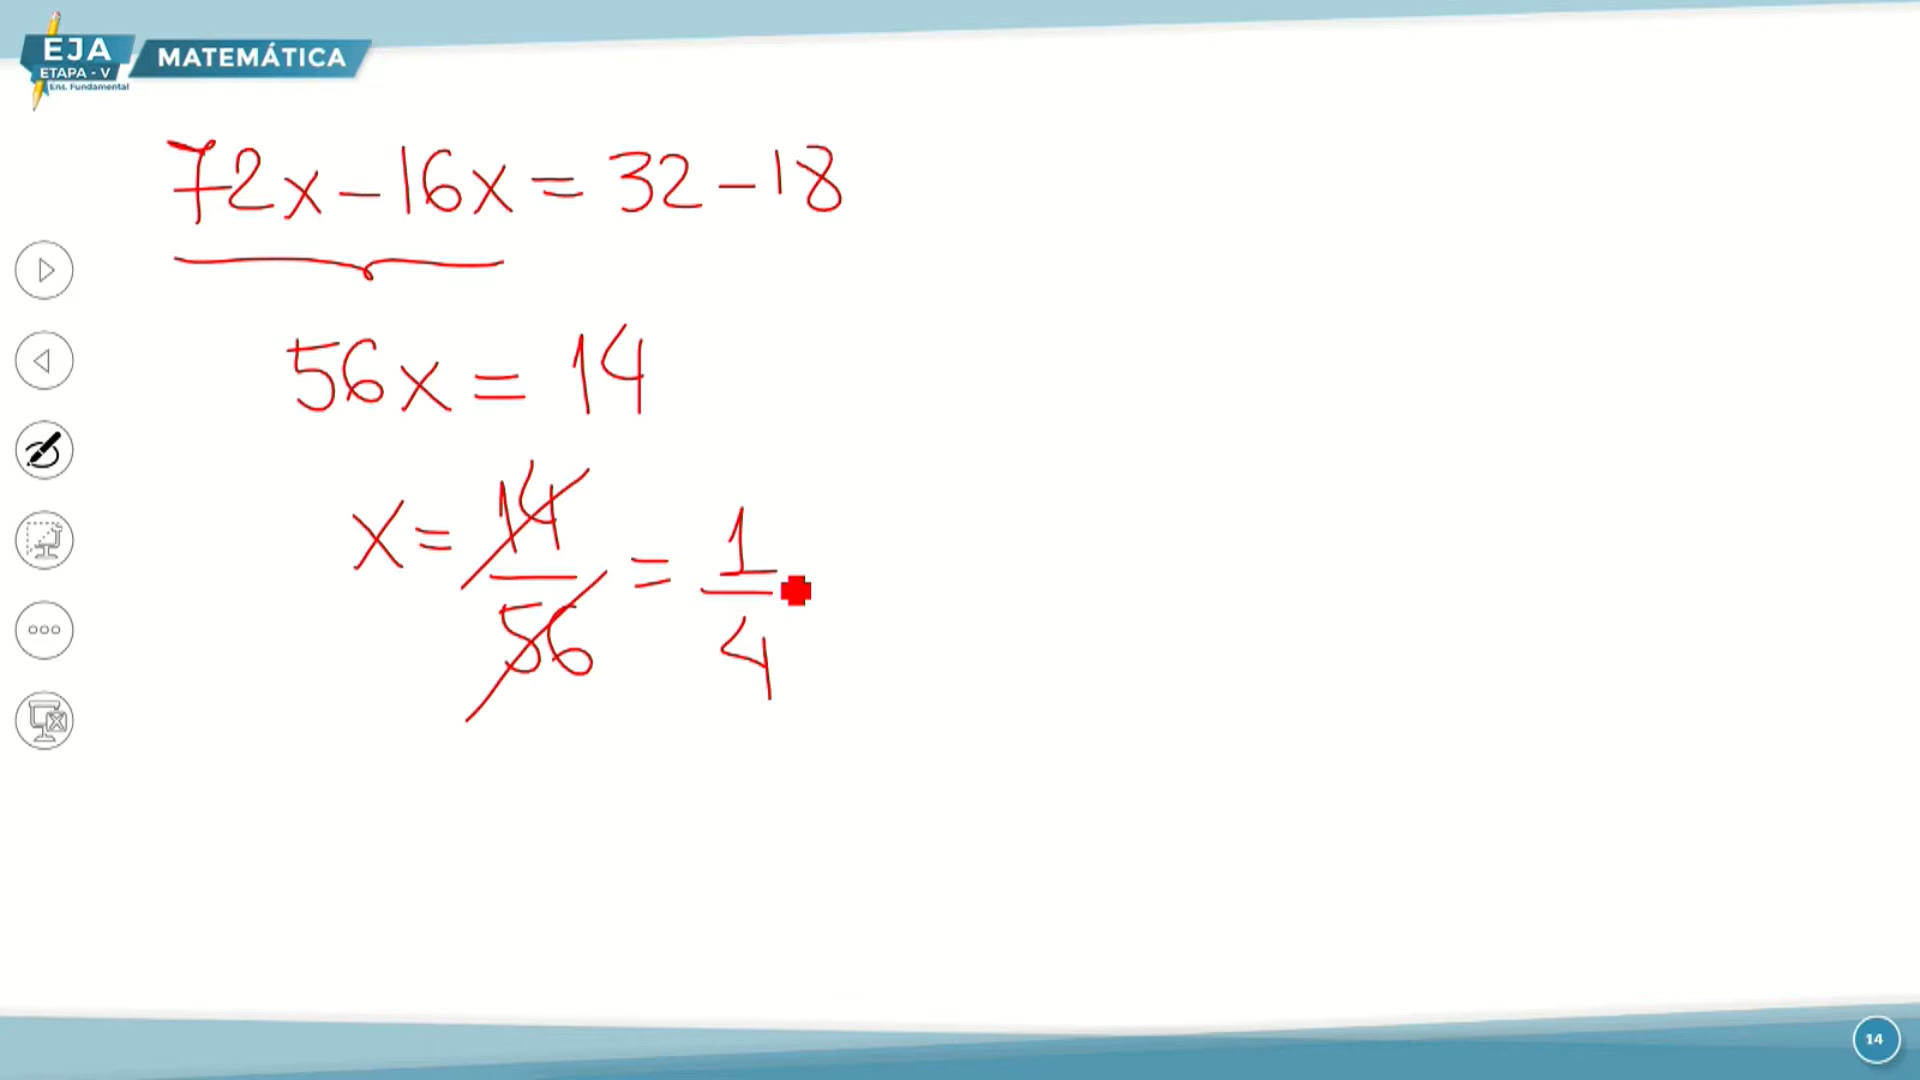 EJA
ETAPA - V
Ens. Fundamental
MATEMÁTICA
72x - 16x = 32 - 18
56x = 14
x = 14/56 = 1/4
14